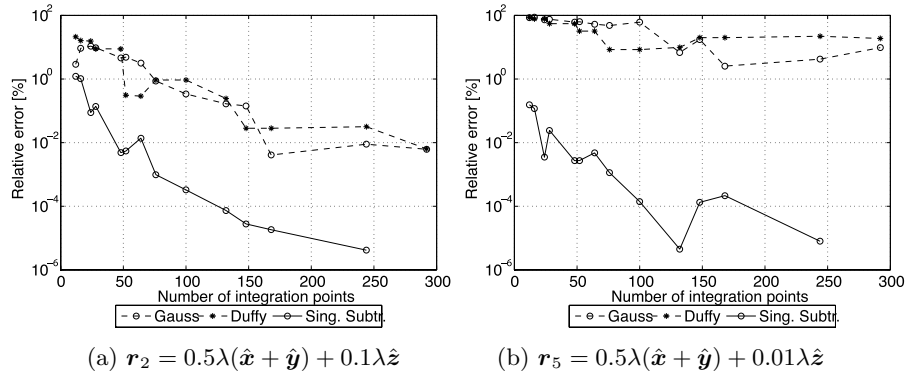 10^2
10^0
10^-2
10^-4
10^-6
Relative error [%]
0 50 100 150 200 250 300
Number of integration points
Gauss Duffy Sing. Subtr.
(a) r_2 = 0.5λ(x̂ + ŷ) + 0.1λẑ
10^2
10^0
10^-2
10^-4
10^-6
Relative error [%]
0 50 100 150 200 250 300
Number of integration points
Gauss Duffy Sing. Subtr.
(b) r_5 = 0.5λ(x̂ + ŷ) + 0.01λẑ